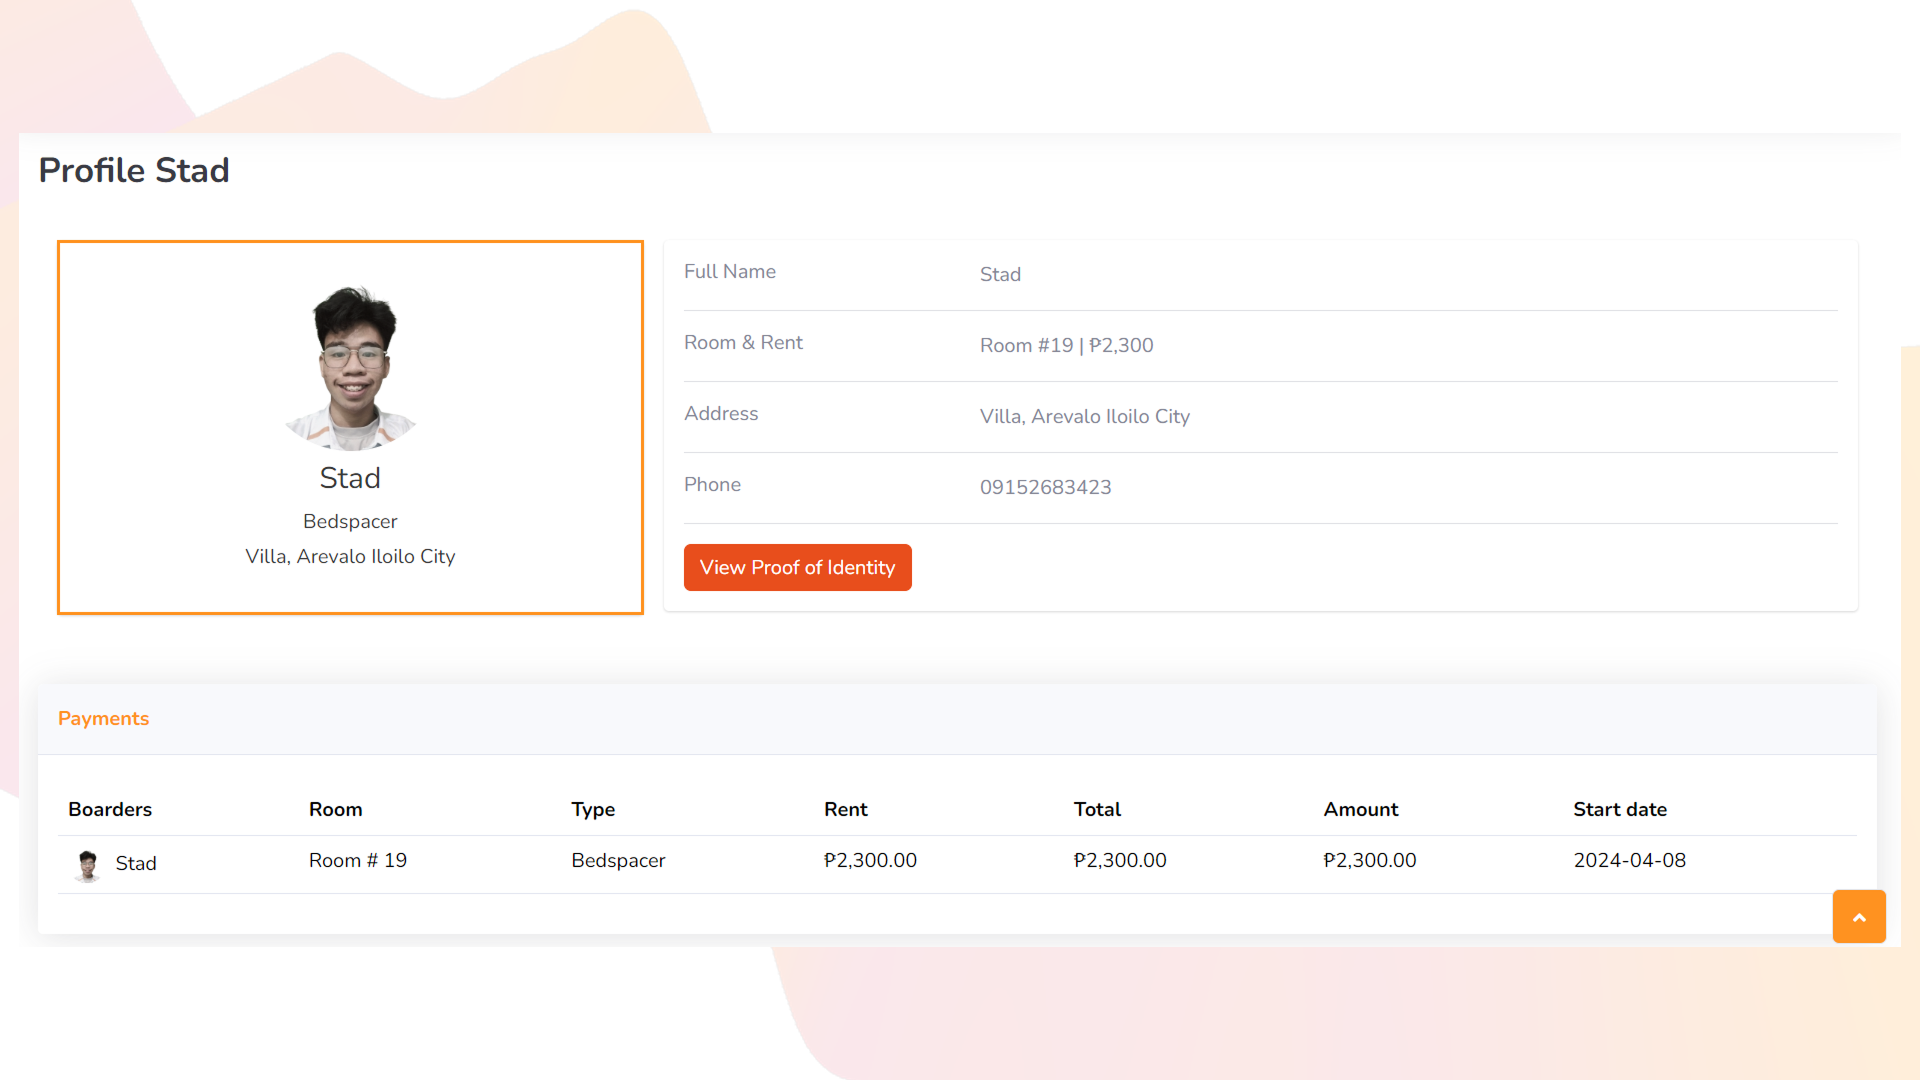 Profile Stad
Stad
Bedspacer
Villa, Arevalo Iloilo City
Full Name Stad
Room & Rent Room #19 | ₱2,300
Address Villa, Arevalo Iloilo City
Phone 09152683423
View Proof of Identity
Payments
Boarders Room Type Rent Total Amount Start date
Stad Room # 19 Bedspacer ₱2,300.00 ₱2,300.00 ₱2,300.00 2024-04-08